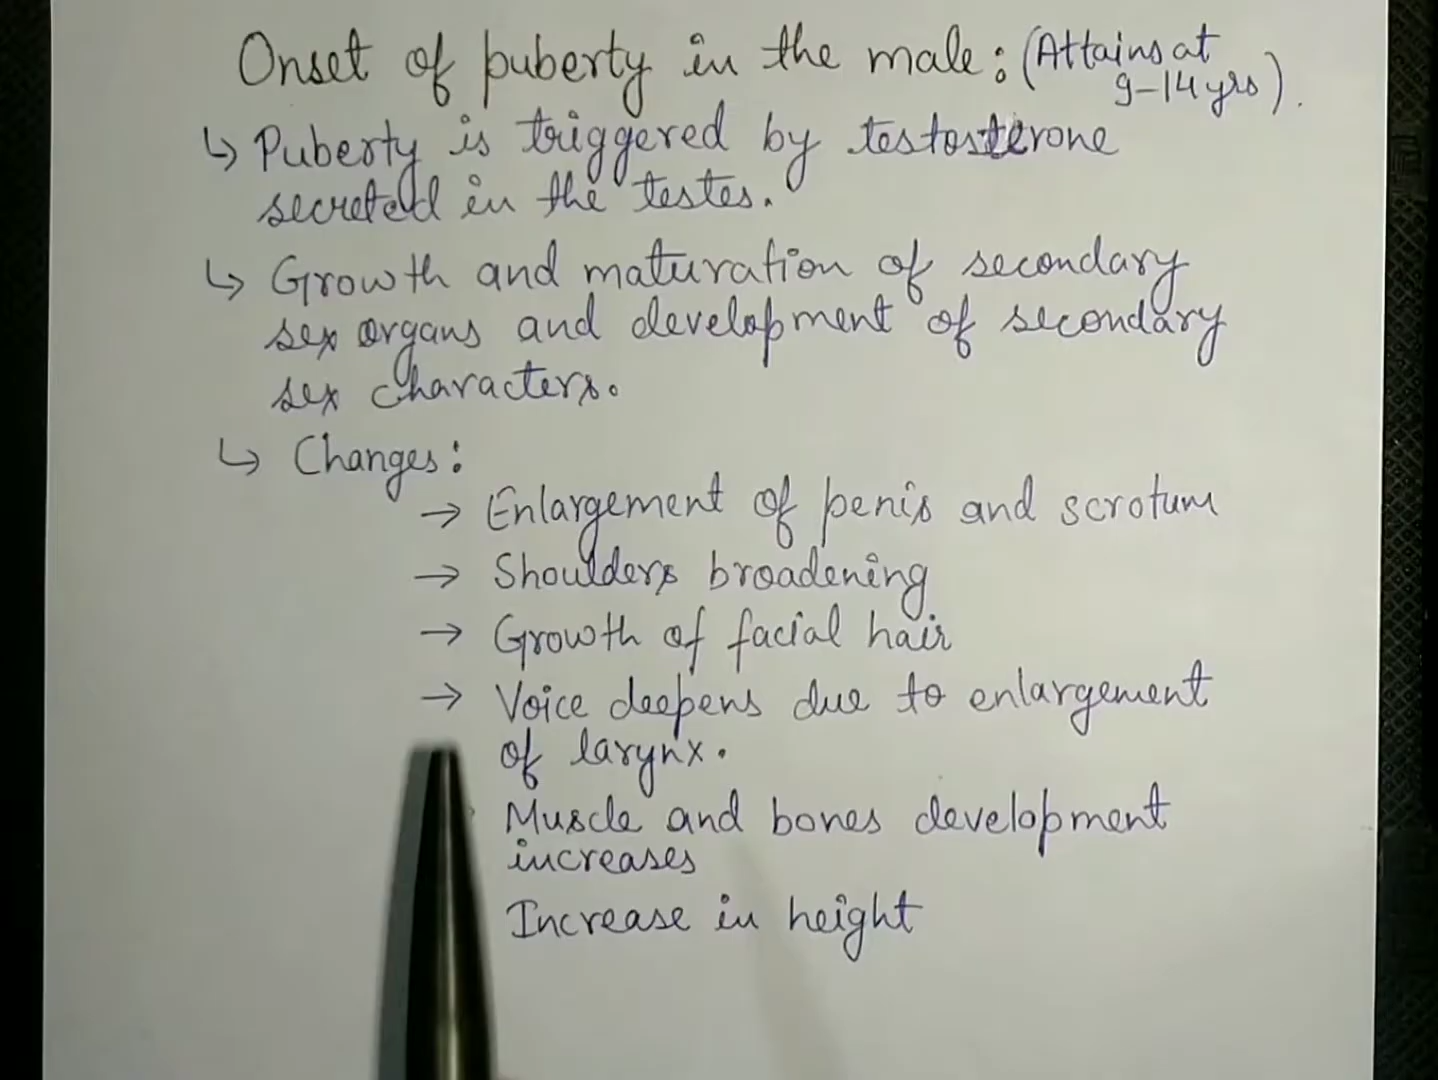 Onset of puberty in the male: (Attains at
9-14 yrs).
↳ Puberty is triggered by testosterone
secreted in the testes.
↳ Growth and maturation of secondary
sex organs and development of secondary
sex characters.
↳ Changes:
→ Enlargement of penis and scrotum
→ Shoulders broadening
→ Growth of facial hair
→ Voice deepens due to enlargement
of larynx.
Muscle and bones development
increases
Increase in height